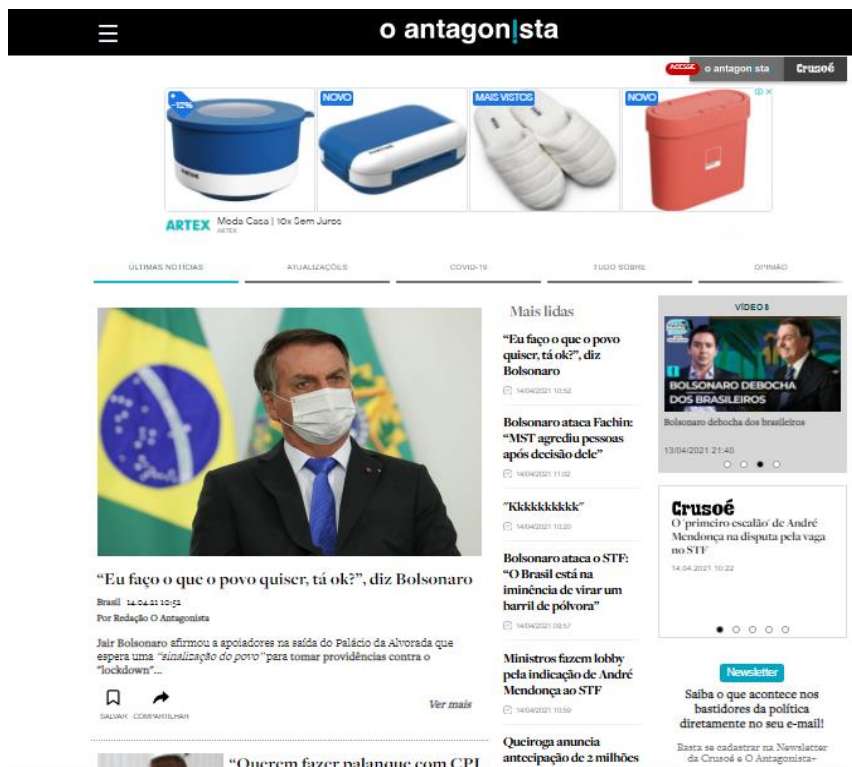 o antagonista
ACESSE
o antagonista
Crusoé
-12%
NOVO
MAIS VISTOS
NOVO
ARTEX
Moda Casa | 10x Sem Juros
ARTEX
ÚLTIMAS NOTÍCIAS
ATUALIZAÇÕES
COVID-19
TUDO SOBRE
OPINIÃO
“Eu faço o que o povo quiser, tá ok?”, diz Bolsonaro
Brasil 14.04.21 10:52
Por Redação O Antagonista
Jair Bolsonaro afirmou a apoiadores na saída do Palácio da Alvorada que
espera uma “sinalização do povo” para tomar providências contra o
"lockdown"...
SALVAR
COMPARTILHAR
Ver mais
“Querem fazer palanque com CPI
Mais lidas
“Eu faço o que o povo
quiser, tá ok?”, diz
Bolsonaro
14/04/2021 10:52
Bolsonaro ataca Fachin:
“MST agrediu pessoas
após decisão dele”
14/04/2021 11:02
“Kkkkkkkkkk”
14/04/2021 10:20
Bolsonaro ataca o STF:
“O Brasil está na
iminência de virar um
barril de pólvora”
14/04/2021 09:57
Ministros fazem lobby
pela indicação de André
Mendonça ao STF
14/04/2021 10:59
Queiroga anuncia
antecipação de 2 milhões
VÍDEOS
BOLSONARO DEBOCHA
DOS BRASILEIROS
Bolsonaro debocha dos brasileiros
13/04/2021 21:40
Crusoé
O ‘primeiro escalão’ de André
Mendonça na disputa pela vaga
no STF
14.04.2021 10:22
Newsletter
Saiba o que acontece nos
bastidores da política
diretamente no seu e-mail!
Basta se cadastrar na Newsletter
da Crusoé e O Antagonista+